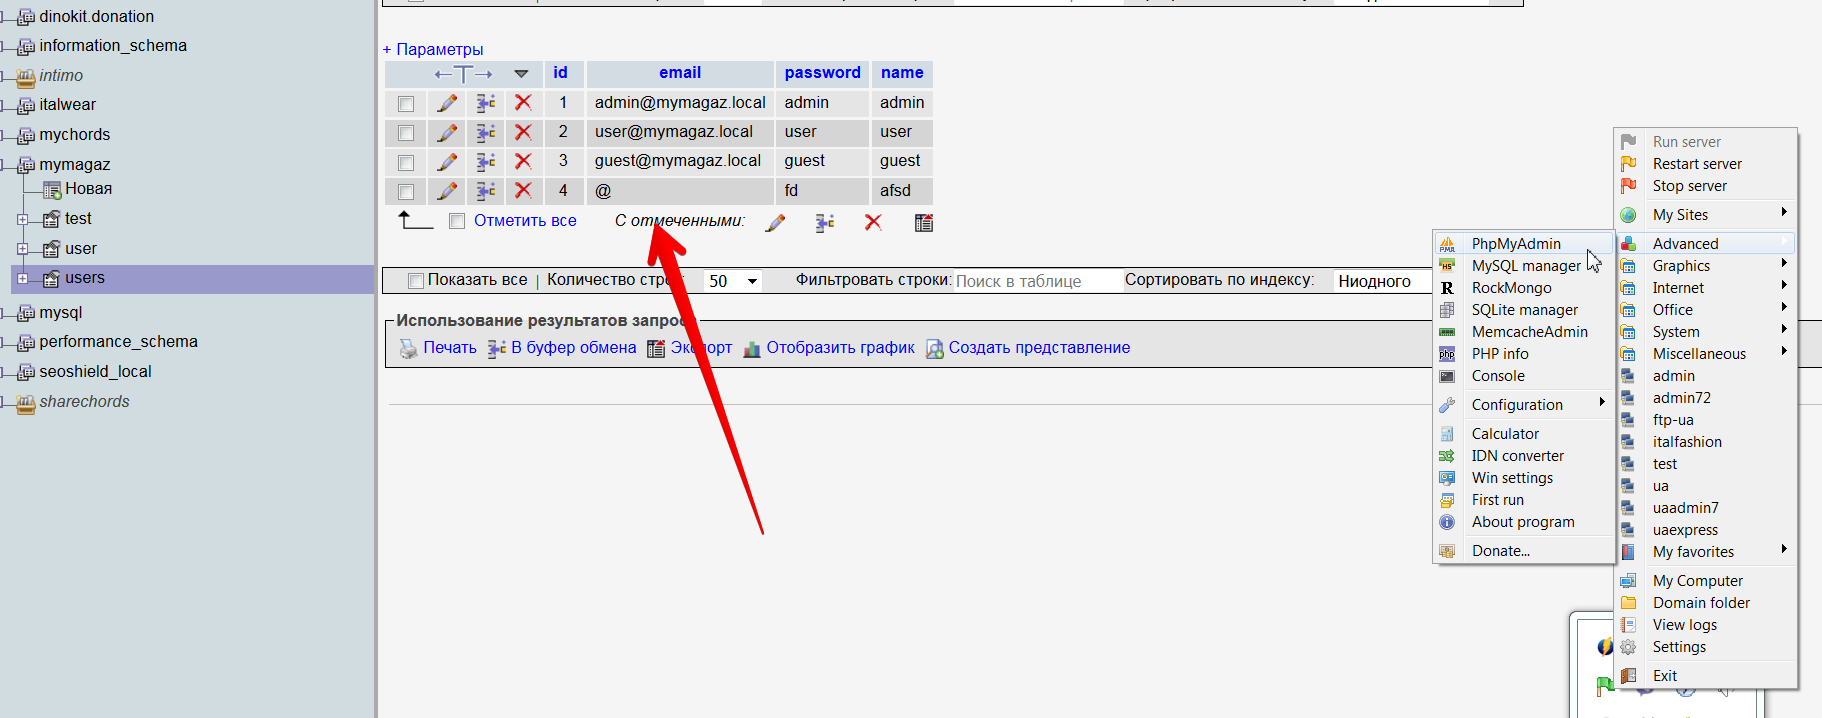 dinokit.donation
information_schema
intimo
italwear
mychords
mymagaz
Новая
test
user
users
mysql
performance_schema
seoshield_local
sharechords
+ Параметры
←T→ id email password name
1 admin@mymagaz.local admin admin
2 user@mymagaz.local user user
3 guest@mymagaz.local guest guest
4 @ fd afsd
Отметить все С отмеченными:
Показать все | Количество стро : 50 Фильтровать строки: Поиск в таблице Сортировать по индексу: Ниодного
Использование результатов запроса
Печать В буфер обмена Экспорт Отобразить график Создать представление
PMA PhpMyAdmin
HS MySQL manager
R RockMongo
SQLite manager
MemcacheAdmin
php PHP info
Console
Configuration
Calculator
IDN converter
Win settings
First run
About program
Donate...
Run server
Restart server
Stop server
My Sites
Advanced
Graphics
Internet
Office
System
Miscellaneous
admin
admin72
ftp-ua
italfashion
test
ua
uaadmin7
uaexpress
My favorites
My Computer
Domain folder
View logs
Settings
Exit